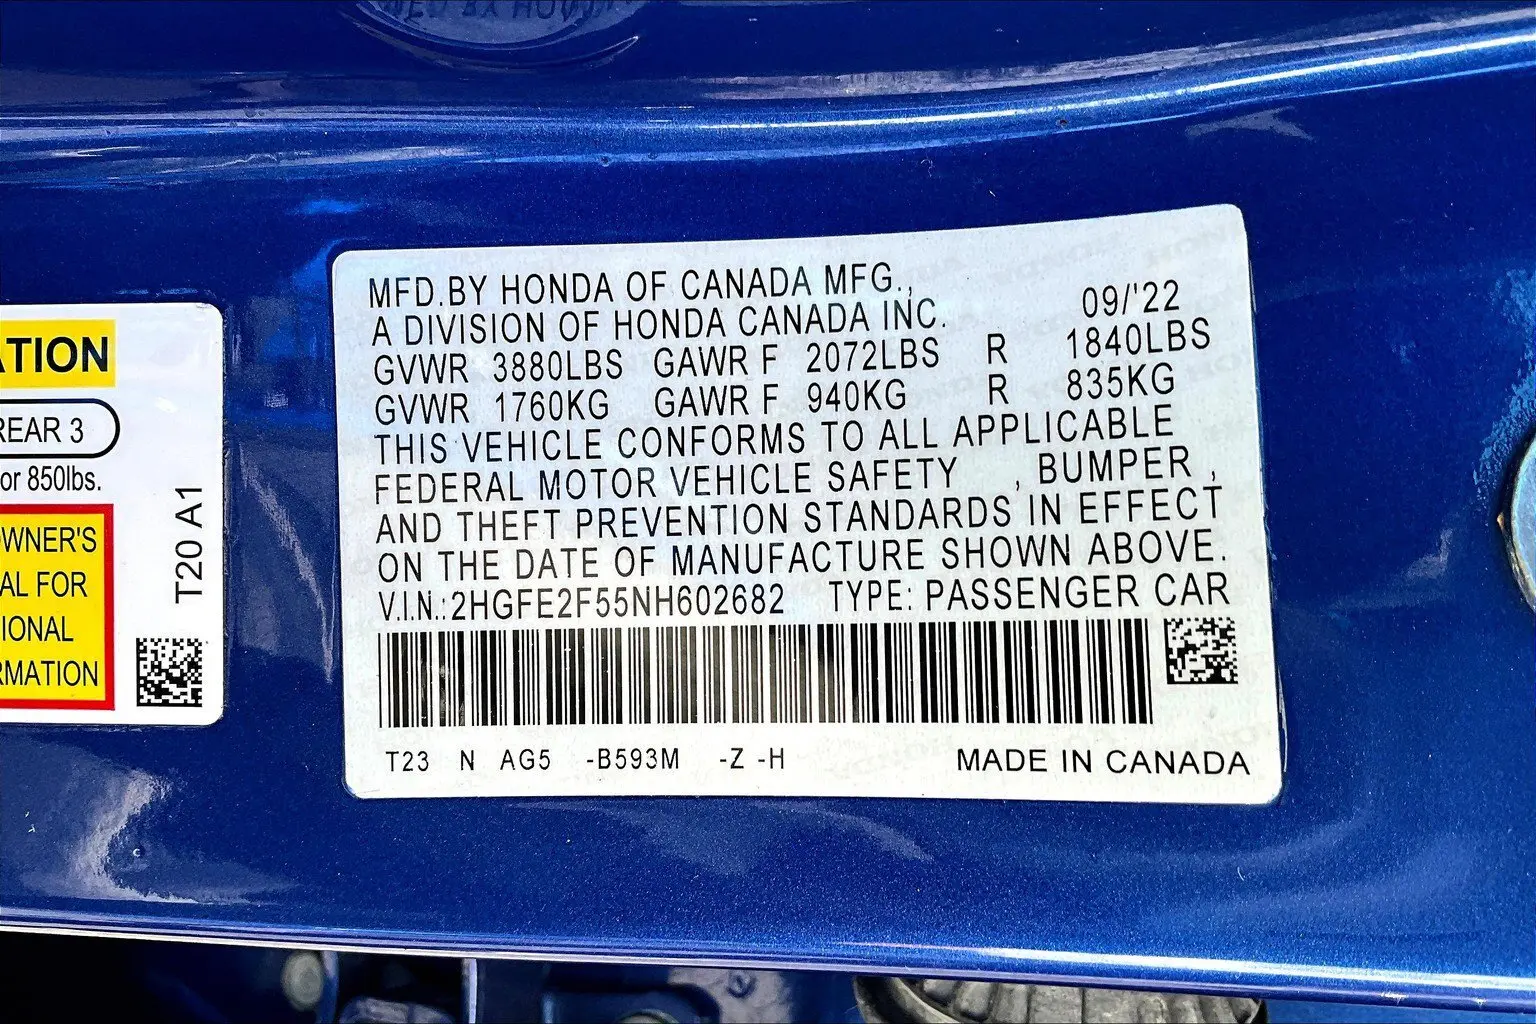 ATION
REAR 3
or 850lbs.
OWNER'S
AL FOR
IONAL
RMATION
T20 A1
MFD.BY HONDA OF CANADA MFG.,
A DIVISION OF HONDA CANADA INC. 09/'22
GVWR 3880LBS GAWR F 2072LBS R 1840LBS
GVWR 1760KG GAWR F 940KG R 835KG
THIS VEHICLE CONFORMS TO ALL APPLICABLE
FEDERAL MOTOR VEHICLE SAFETY , BUMPER ,
AND THEFT PREVENTION STANDARDS IN EFFECT
ON THE DATE OF MANUFACTURE SHOWN ABOVE.
V.I.N.:2HGFE2F55NH602682 TYPE: PASSENGER CAR
T23 N AG5 -B593M -Z -H MADE IN CANADA